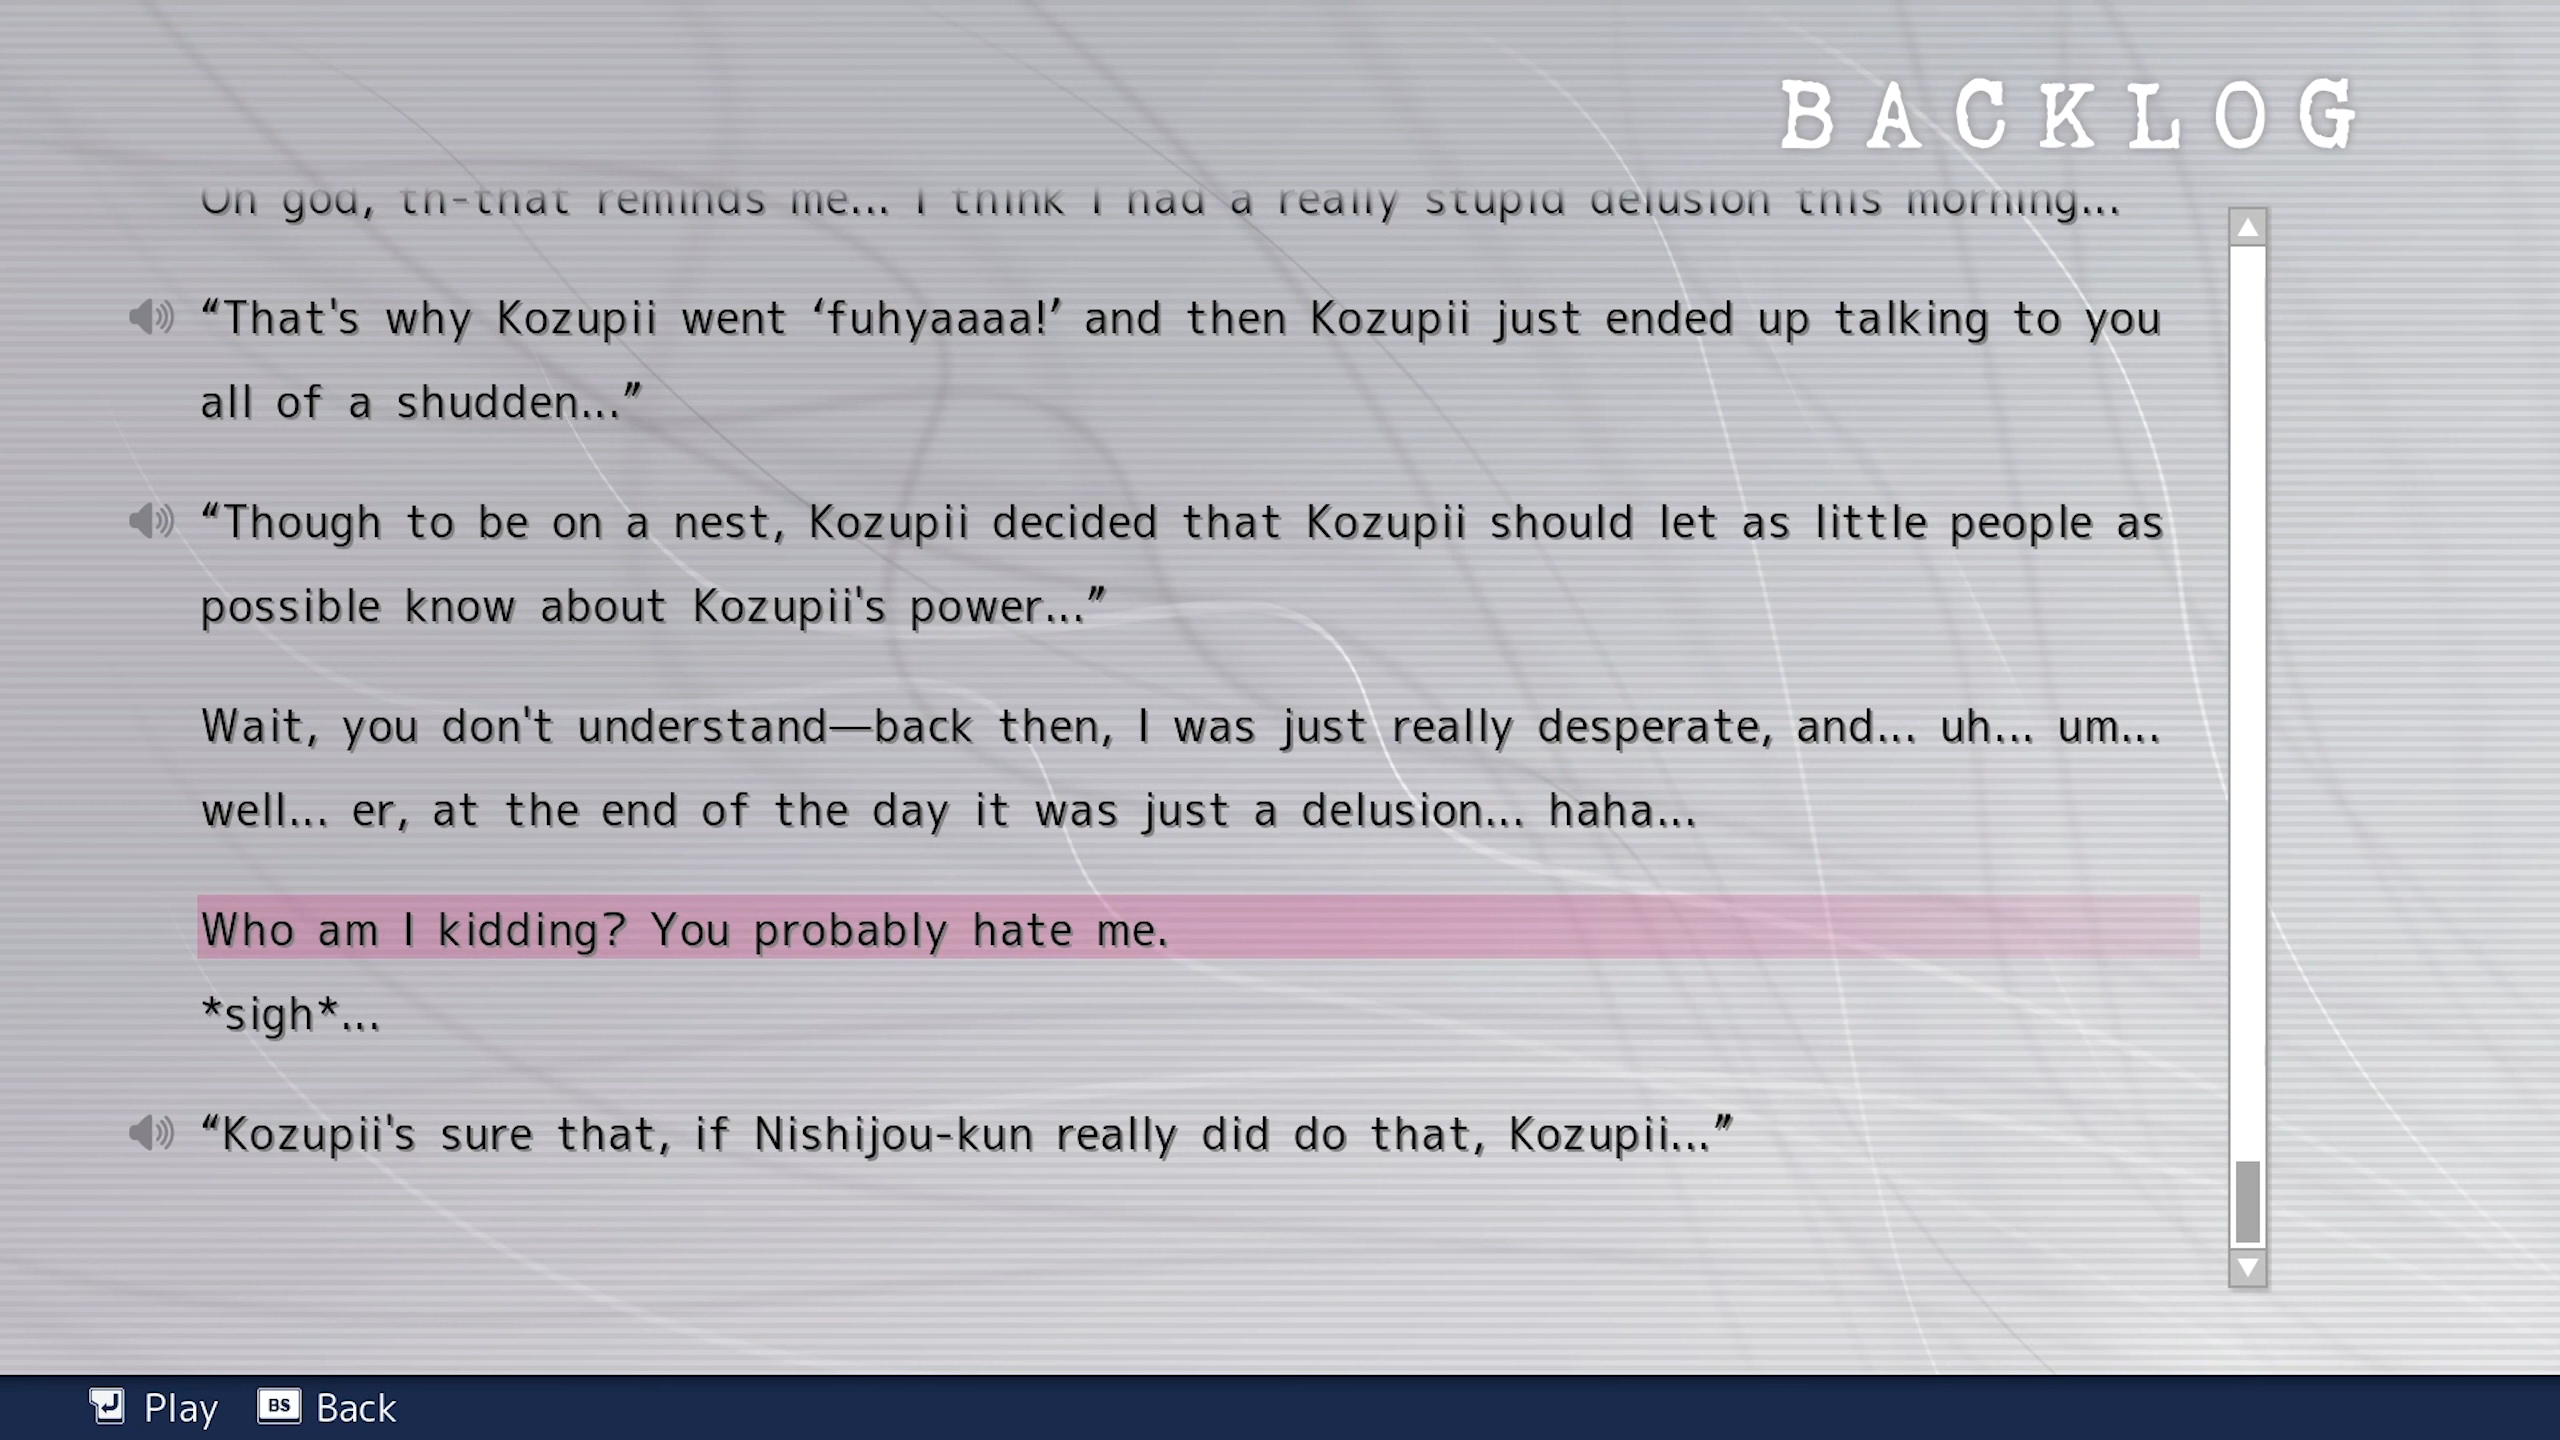 BACKLOG
Oh god, th-that reminds me... I think I had a really stupid delusion this morning...
“That's why Kozupii went ‘fuhyaaaa!’ and then Kozupii just ended up talking to you
all of a shudden...”
“Though to be on a nest, Kozupii decided that Kozupii should let as little people as
possible know about Kozupii's power...”
Wait, you don't understand—back then, I was just really desperate, and... uh... um...
well... er, at the end of the day it was just a delusion... haha...
Who am I kidding? You probably hate me.
*sigh*...
“Kozupii's sure that, if Nishijou-kun really did do that, Kozupii...”
Play BS Back